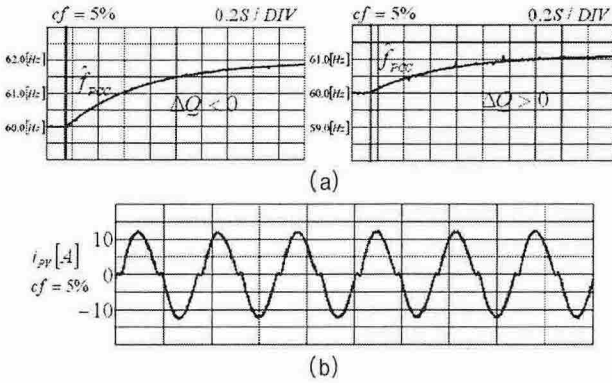 cf = 5% 0.2S / DIV
62.0[Hz]
61.0[Hz]
60.0[Hz]
f̂PCC
ΔQ < 0
cf = 5% 0.2S / DIV
61.0[Hz]
60.0[Hz]
59.0[Hz]
f̂PCC
ΔQ > 0
(a)
iPV[A]
cf = 5%
10
0
-10
(b)